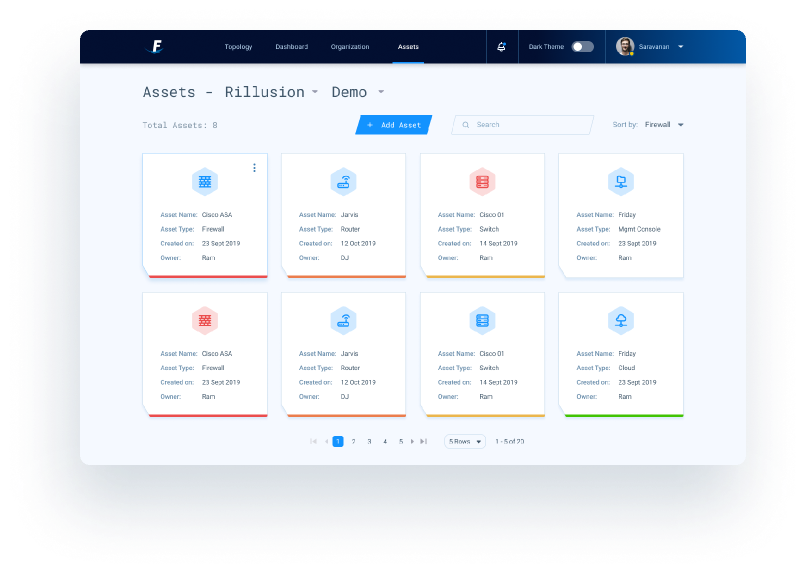 F
Topology Dashboard Organization Assets Dark Theme Saravanan
Assets - Rillusion Demo
Total Assets: 8 + Add Asset Search Sort by: Firewall
Asset Name: Cisco ASA
Asset Type: Firewall
Created on: 23 Sept 2019
Owner: Ram
Asset Name: Jarvis
Asset Type: Router
Created on: 12 Oct 2019
Owner: DJ
Asset Name: Cisco 01
Asset Type: Switch
Created on: 14 Sept 2019
Owner: Ram
Asset Name: Friday
Asset Type: Mgmt Console
Created on: 23 Sept 2019
Owner: Ram
Asset Name: Cisco ASA
Asset Type: Firewall
Created on: 23 Sept 2019
Owner: Ram
Asset Name: Jarvis
Asset Type: Router
Created on: 12 Oct 2019
Owner: DJ
Asset Name: Cisco 01
Asset Type: Switch
Created on: 14 Sept 2019
Owner: Ram
Asset Name: Friday
Asset Type: Cloud
Created on: 23 Sept 2019
Owner: Ram
1 2 3 4 5 5 Rows 1 - 5 of 20